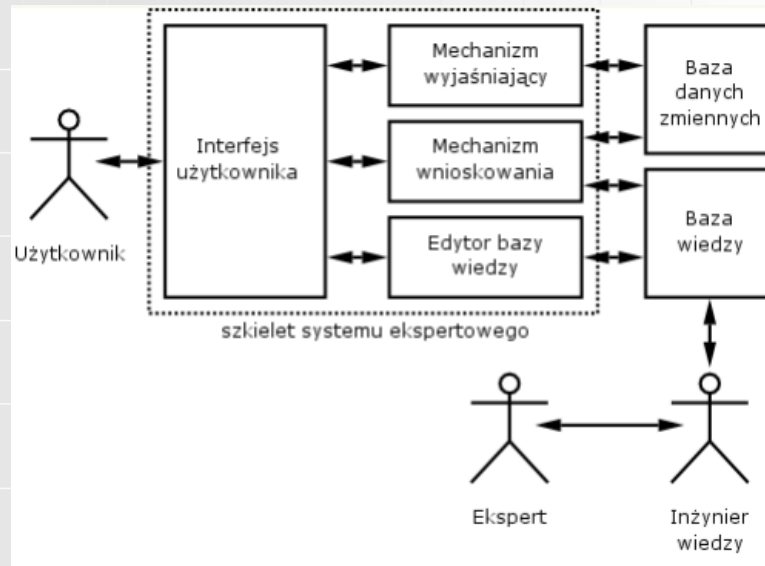 Mechanizm
wyjaśniający
Baza
danych
zmiennych
Interfejs
użytkownika
Mechanizm
wnioskowania
Baza
wiedzy
Edytor bazy
wiedzy
Użytkownik
szkielet systemu ekspertowego
Ekspert
Inżynier
wiedzy